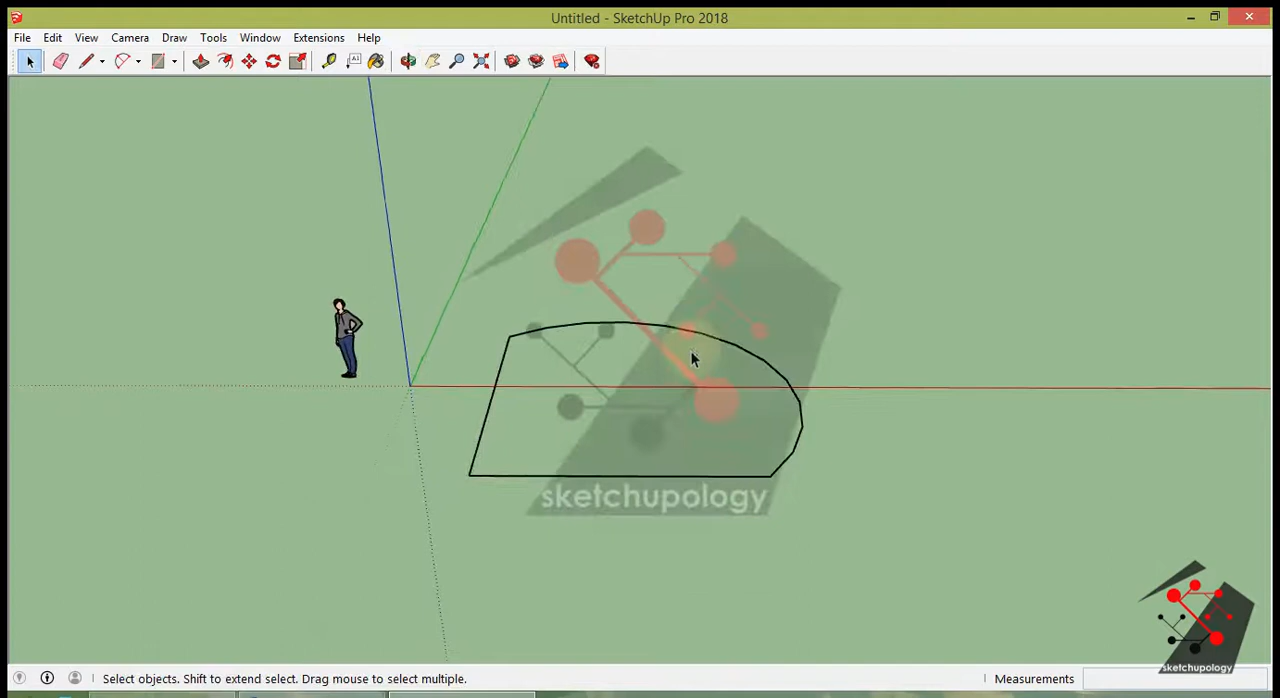 Untitled - SketchUp Pro 2018
File Edit View Camera Draw Tools Window Extensions Help
A1
sketchupology
sketchupology
Select objects. Shift to extend select. Drag mouse to select multiple.
Measurements